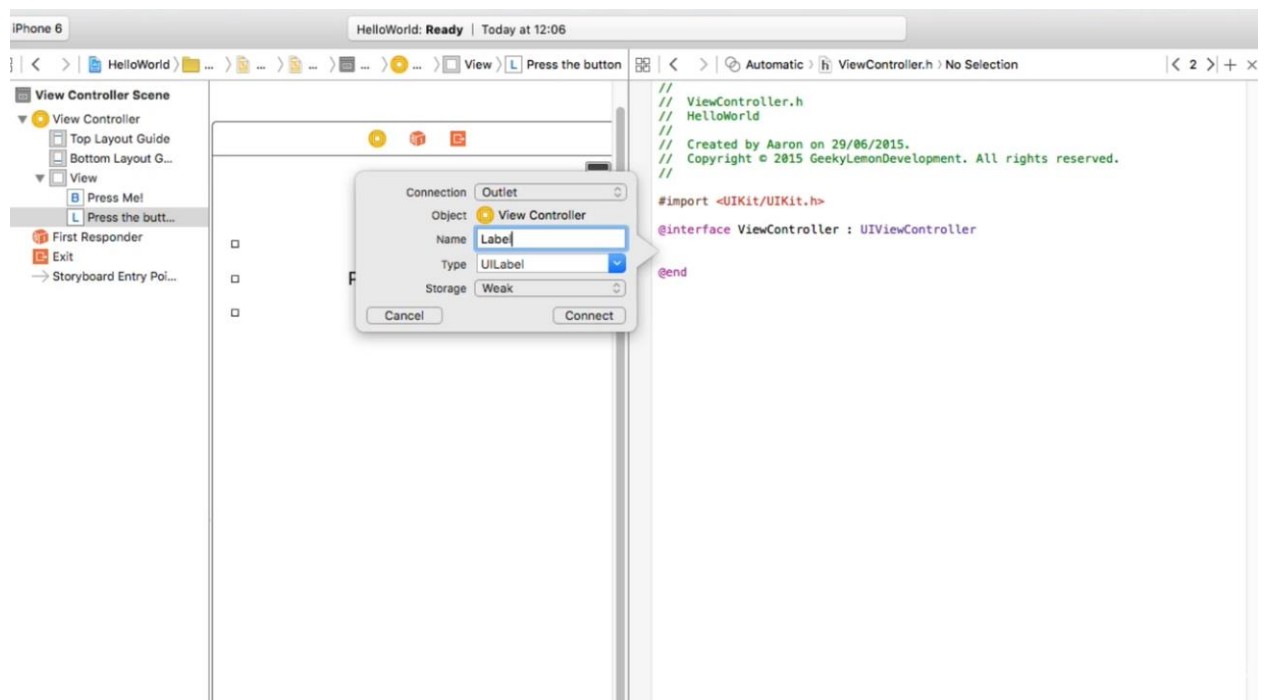 iPhone 6
HelloWorld: Ready | Today at 12:06
HelloWorld ... ... ... ... View L Press the button
Automatic h ViewController.h No Selection
2
View Controller Scene
View Controller
Top Layout Guide
Bottom Layout G...
View
B Press Me!
L Press the butt...
First Responder
Exit
Storyboard Entry Poi...
Connection Outlet
Object View Controller
Name Label
Type UILabel
Storage Weak
Cancel Connect
//
// ViewController.h
// HelloWorld
//
// Created by Aaron on 29/06/2015.
// Copyright © 2015 GeekyLemonDevelopment. All rights reserved.
//
#import <UIKit/UIKit.h>
@interface ViewController : UIViewController
@end